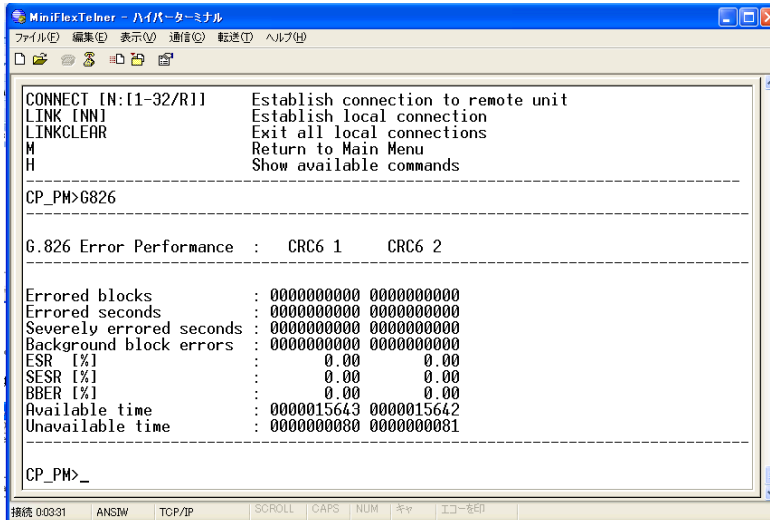 MiniFlexTelner - ハイパーターミナル
ファイル(F) 編集(E) 表示(V) 通信(C) 転送(T) ヘルプ(H)
CONNECT [N:[1-32/R]] Establish connection to remote unit
LINK [NN] Establish local connection
LINKCLEAR Exit all local connections
M Return to Main Menu
H Show available commands
CP_PM>G826
G.826 Error Performance : CRC6 1 CRC6 2
Errored blocks : 0000000000 0000000000
Errored seconds : 0000000000 0000000000
Severely errored seconds : 0000000000 0000000000
Background block errors : 0000000000 0000000000
ESR [%] : 0.00 0.00
SESR [%] : 0.00 0.00
BBER [%] : 0.00 0.00
Available time : 0000015643 0000015642
Unavailable time : 0000000080 0000000081
CP_PM>_
接続 0:03:31 ANSIW TCP/IP SCROLL CAPS NUM キャ エコーを印